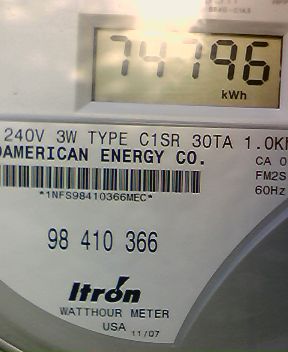 74796
kWh
240V 3W TYPE C1SR 30TA 1.0K
AMERICAN ENERGY CO.
CA 0
FM2S
60Hz
*1NFS98410366MEC*
98 410 366
Itron
WATTHOUR METER
USA 11/07